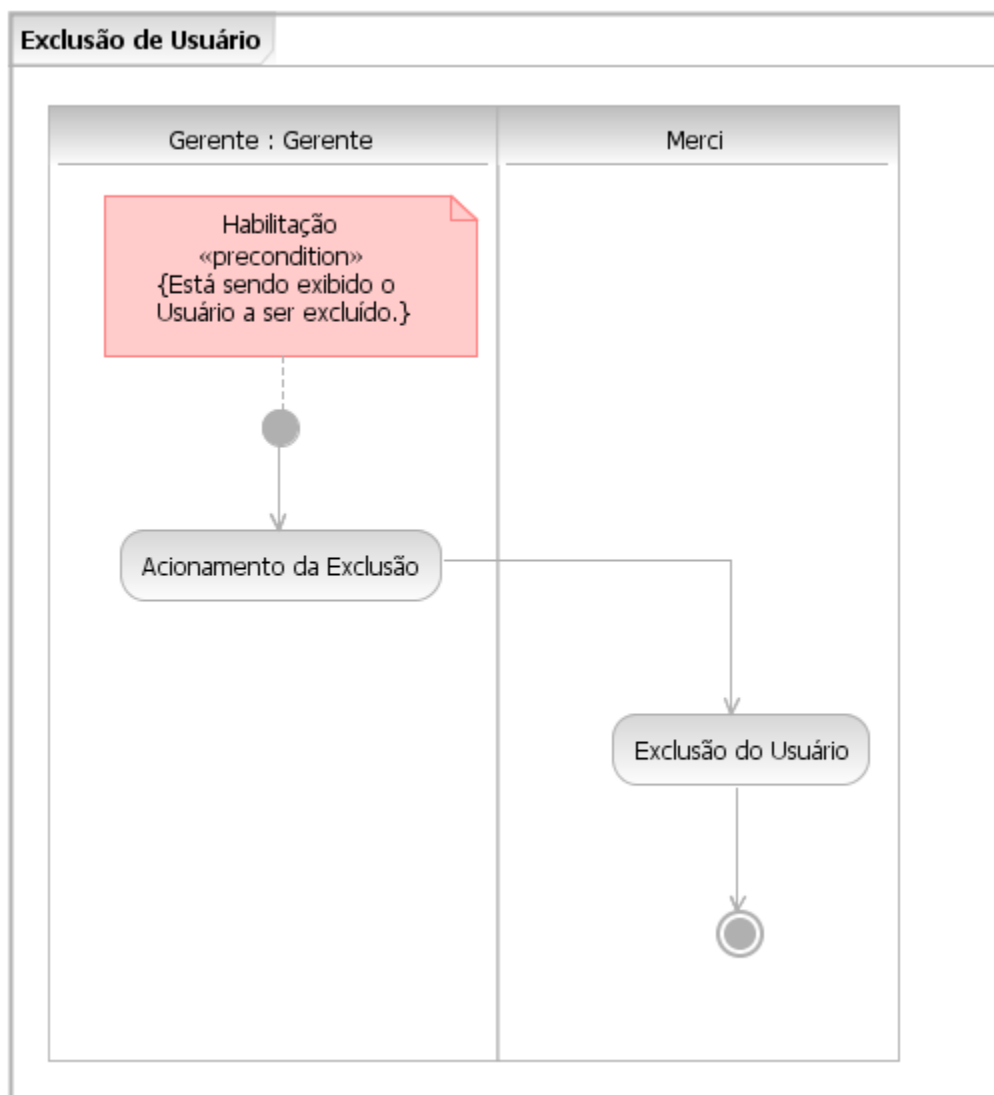 Exclusão de Usuário
Gerente : Gerente
Merci
Habilitação
«precondition»
{Está sendo exibido o
Usuário a ser excluído.}
Acionamento da Exclusão
Exclusão do Usuário